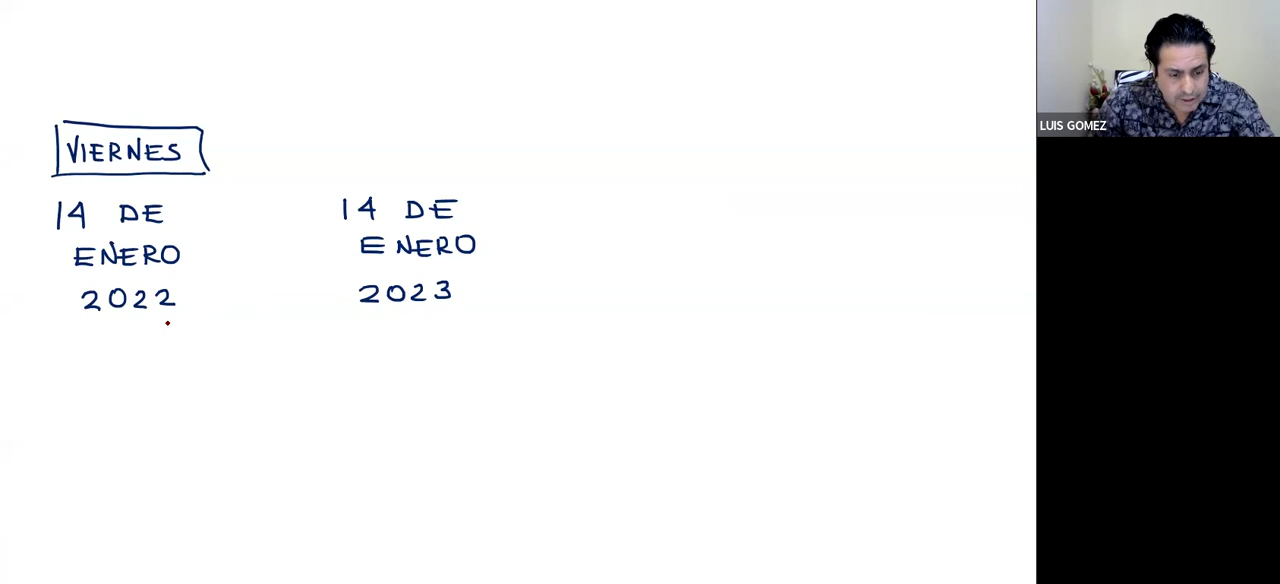 VIERNES
14 DE
ENERO
2022
14 DE
ENERO
2023
LUIS GOMEZ